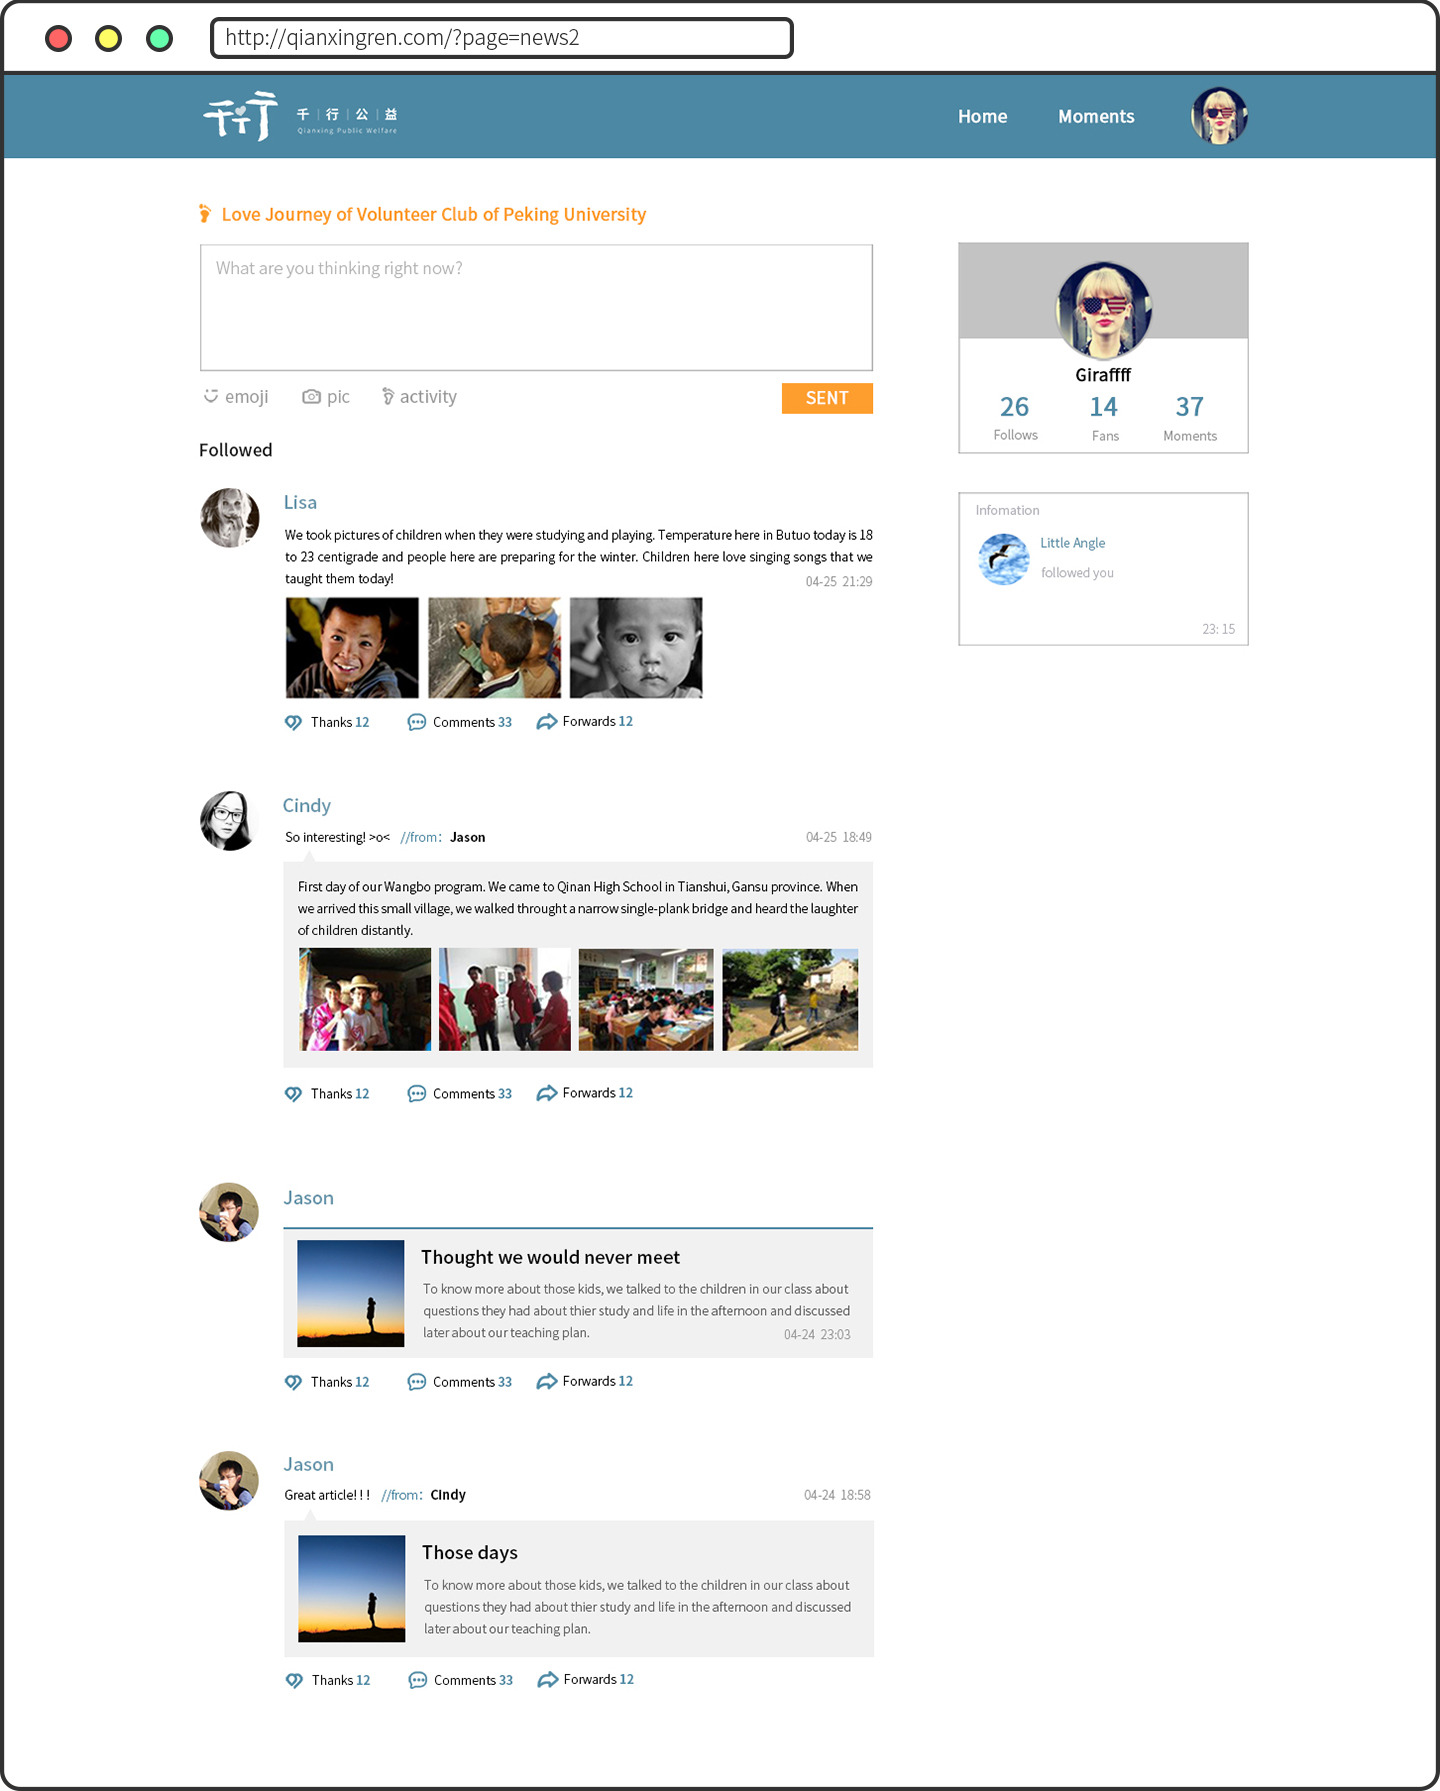 http://qianxingren.com/?page=news2
千行 千 | 行 | 公 | 益
Qianxing Public Welfare
Home Moments
Love Journey of Volunteer Club of Peking University
What are you thinking right now?
emoji pic activity SENT
Followed
Lisa
We took pictures of children when they were studying and playing. Temperature here in Butuo today is 18
to 23 centigrade and people here are preparing for the winter. Children here love singing songs that we
taught them today! 04-25 21:29
Thanks 12 Comments 33 Forwards 12
Cindy
So interesting! >o< //from: Jason 04-25 18:49
First day of our Wangbo program. We came to Qinan High School in Tianshui, Gansu province. When
we arrived this small village, we walked throught a narrow single-plank bridge and heard the laughter
of children distantly.
Thanks 12 Comments 33 Forwards 12
Jason
Thought we would never meet
To know more about those kids, we talked to the children in our class about
questions they had about thier study and life in the afternoon and discussed
later about our teaching plan. 04-24 23:03
Thanks 12 Comments 33 Forwards 12
Jason
Great article! ! ! //from: Cindy 04-24 18:58
Those days
To know more about those kids, we talked to the children in our class about
questions they had about thier study and life in the afternoon and discussed
later about our teaching plan.
Thanks 12 Comments 33 Forwards 12
Giraffff
26 14 37
Follows Fans Moments
Infomation
Little Angle
followed you
23: 15